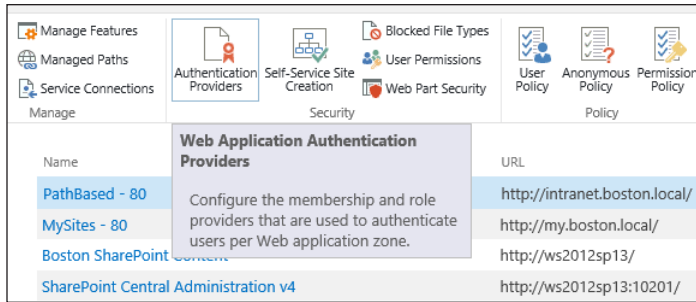 Manage Features
Managed Paths
Service Connections
Manage
Authentication
Providers
Self-Service Site
Creation
Blocked File Types
User Permissions
Web Part Security
Security
User
Policy
Anonymous
Policy
Permission
Policy
Policy
Web Application Authentication
Providers
Configure the membership and role
providers that are used to authenticate
users per Web application zone.
Name
URL
PathBased - 80
http://intranet.boston.local/
MySites - 80
http://my.boston.local/
Boston SharePoint Content
http://ws2012sp13/
SharePoint Central Administration v4
http://ws2012sp13:10201/